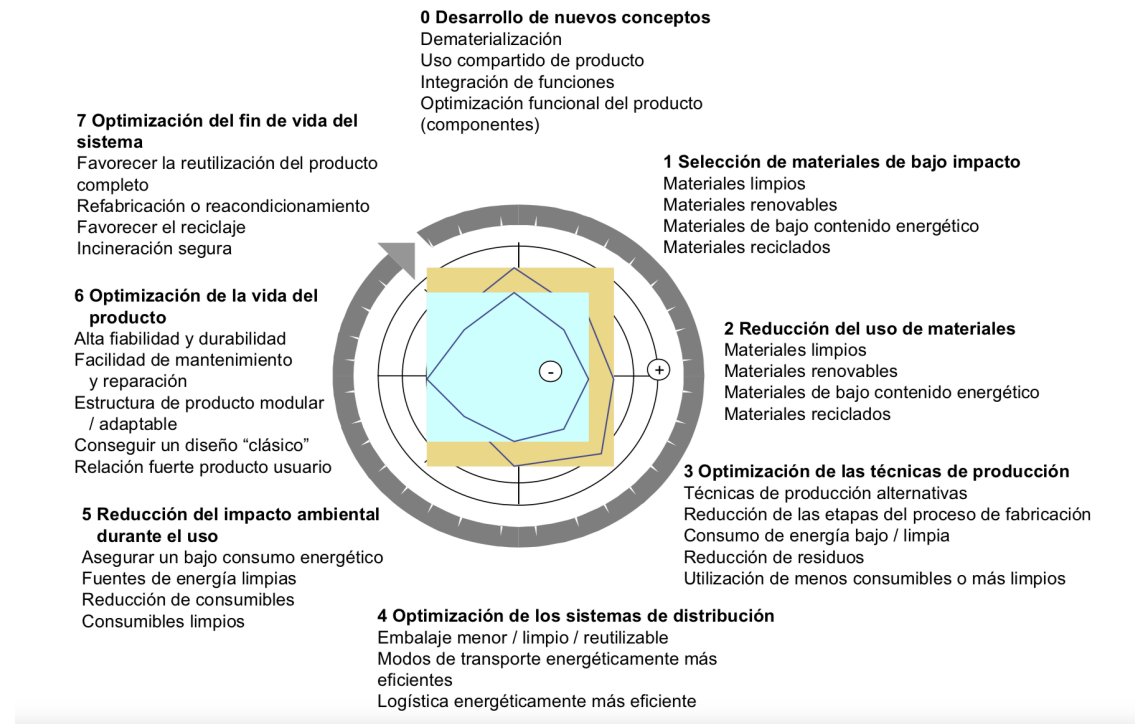 0 Desarrollo de nuevos conceptos
Dematerialización
Uso compartido de producto
Integración de funciones
Optimización funcional del producto
(componentes)
1 Selección de materiales de bajo impacto
Materiales limpios
Materiales renovables
Materiales de bajo contenido energético
Materiales reciclados
2 Reducción del uso de materiales
Materiales limpios
Materiales renovables
Materiales de bajo contenido energético
Materiales reciclados
3 Optimización de las técnicas de producción
Técnicas de producción alternativas
Reducción de las etapas del proceso de fabricación
Consumo de energía bajo / limpia
Reducción de residuos
Utilización de menos consumibles o más limpios
4 Optimización de los sistemas de distribución
Embalaje menor / limpio / reutilizable
Modos de transporte energéticamente más
eficientes
Logística energéticamente más eficiente
5 Reducción del impacto ambiental
durante el uso
Asegurar un bajo consumo energético
Fuentes de energía limpias
Reducción de consumibles
Consumibles limpios
6 Optimización de la vida del
producto
Alta fiabilidad y durabilidad
Facilidad de mantenimiento
y reparación
Estructura de producto modular
/ adaptable
Conseguir un diseño “clásico”
Relación fuerte producto usuario
7 Optimización del fin de vida del
sistema
Favorecer la reutilización del producto
completo
Refabricación o reacondicionamiento
Favorecer el reciclaje
Incineración segura
-
+